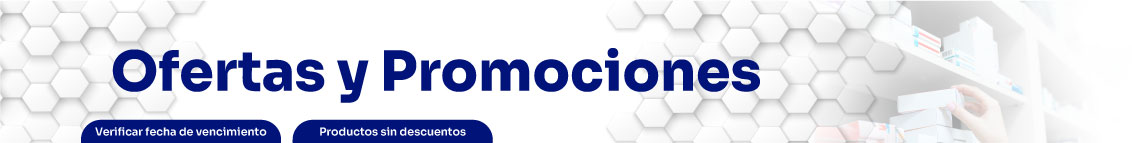 Ofertas y Promociones
Verificar fecha de vencimiento
Productos sin descuentos